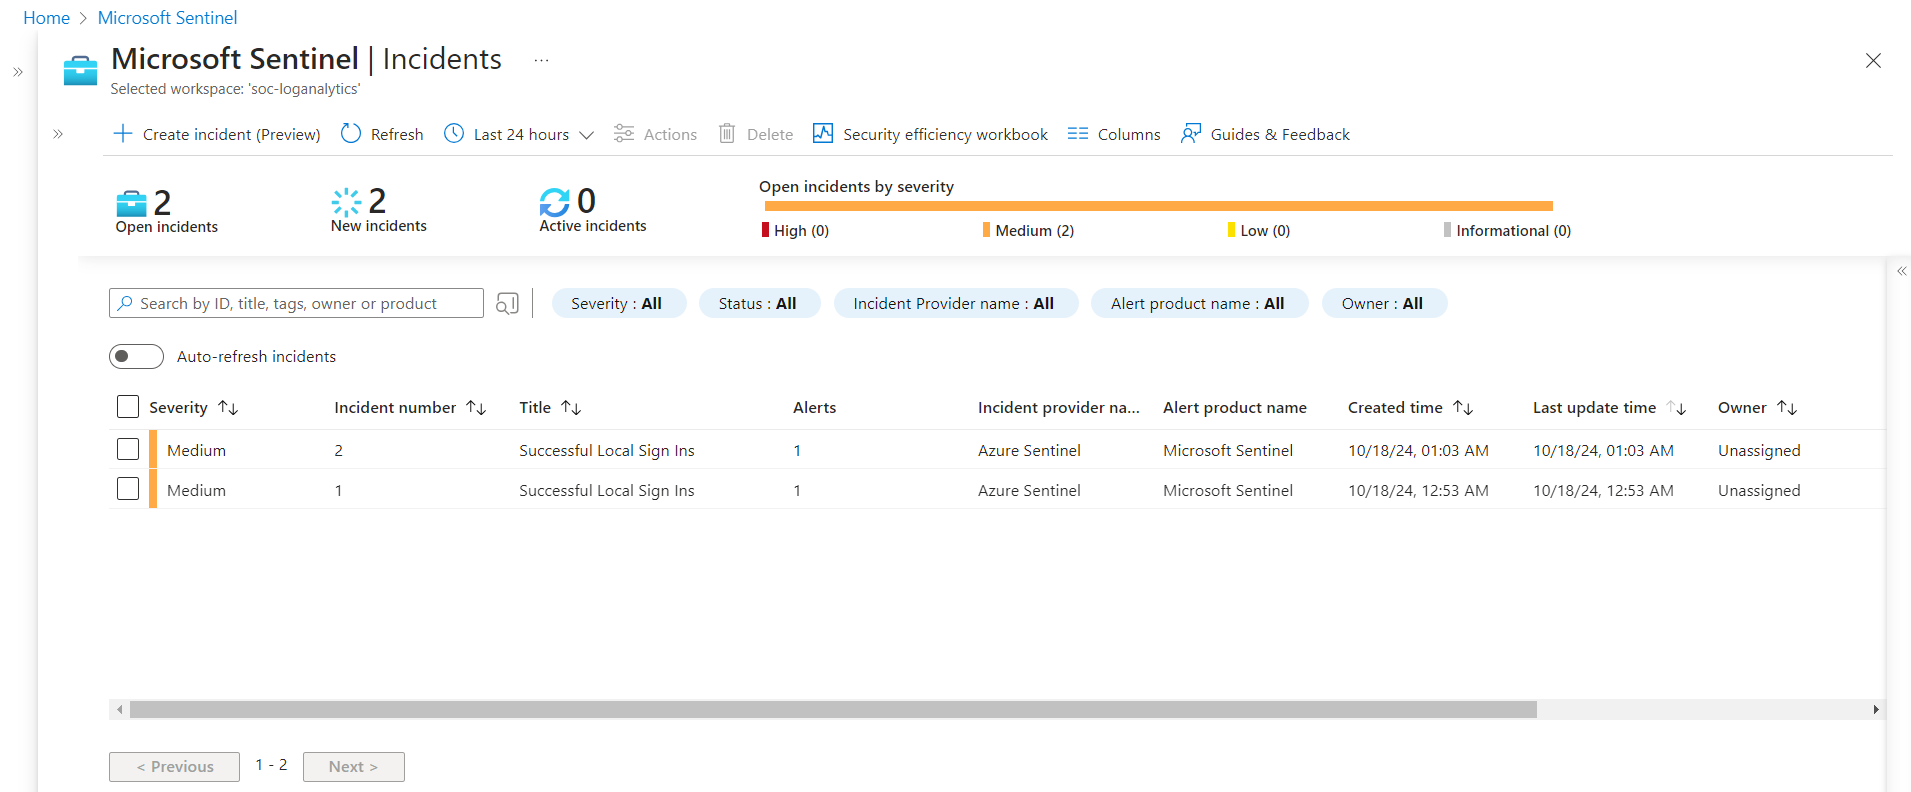 Home > Microsoft Sentinel
Microsoft Sentinel | Incidents ...
Selected workspace: 'soc-loganalytics'
Create incident (Preview) Refresh Last 24 hours Actions Delete Security efficiency workbook Columns Guides & Feedback
2 2 0 Open incidents by severity
Open incidents New incidents Active incidents
High (0) Medium (2) Low (0) Informational (0)
Search by ID, title, tags, owner or product Severity : All Status : All Incident Provider name : All Alert product name : All Owner : All
Auto-refresh incidents
Severity Incident number Title Alerts Incident provider na... Alert product name Created time Last update time Owner
Medium 2 Successful Local Sign Ins 1 Azure Sentinel Microsoft Sentinel 10/18/24, 01:03 AM 10/18/24, 01:03 AM Unassigned
Medium 1 Successful Local Sign Ins 1 Azure Sentinel Microsoft Sentinel 10/18/24, 12:53 AM 10/18/24, 12:53 AM Unassigned
< Previous 1 - 2 Next >